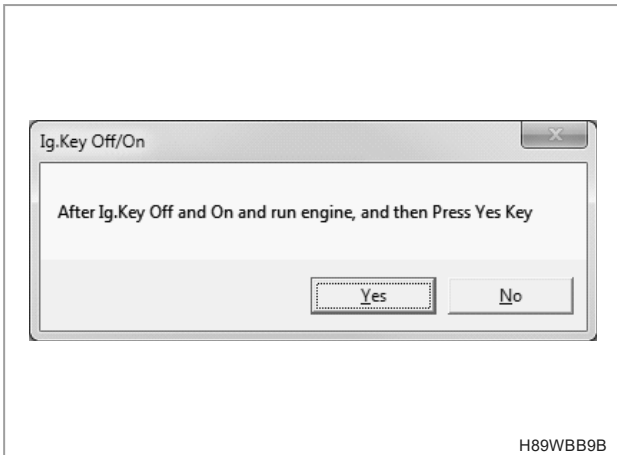 Ig.Key Off/On
After Ig.Key Off and On and run engine, and then Press Yes Key
Yes
No
H89WBB9B